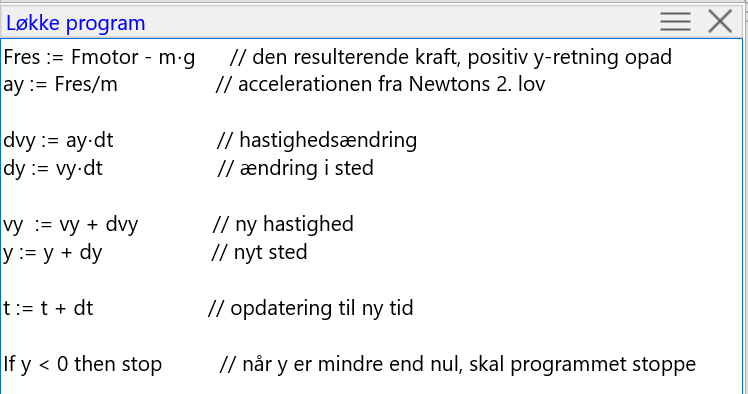 Løkke program
Fres := Fmotor - m·g // den resulterende kraft, positiv y-retning opad
ay := Fres/m // accelerationen fra Newtons 2. lov
dvy := ay·dt // hastighedsændring
dy := vy·dt // ændring i sted
vy := vy + dvy // ny hastighed
y := y + dy // nyt sted
t := t + dt // opdatering til ny tid
If y < 0 then stop // når y er mindre end nul, skal programmet stoppe